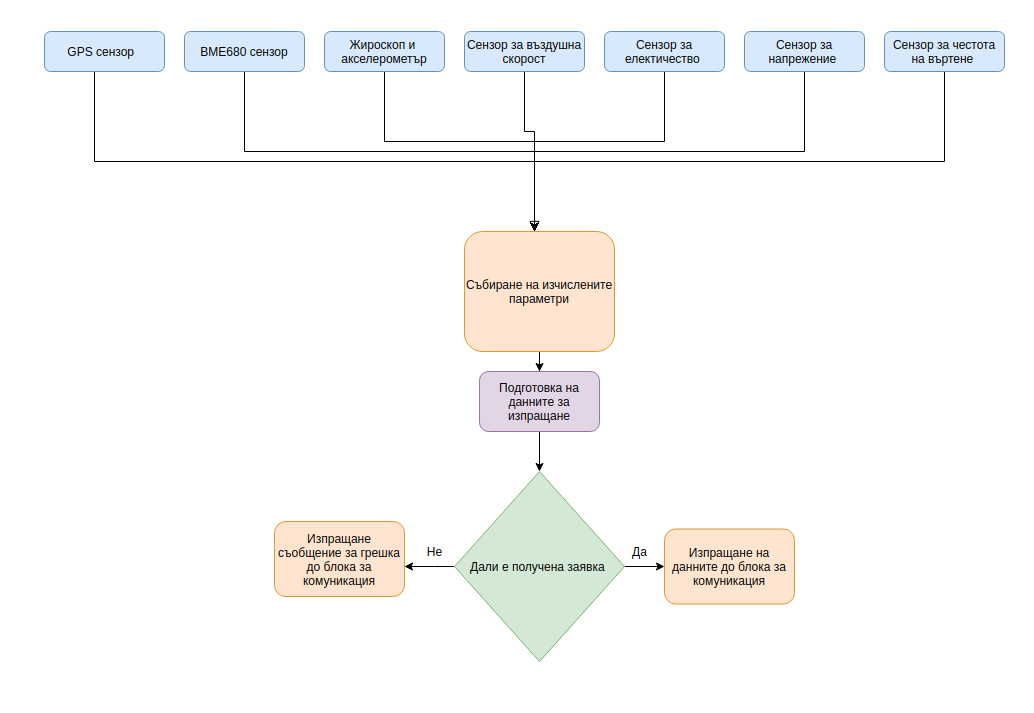 GPS сензор
BME680 сензор
Жироскоп и
акселерометър
Сензор за въздушна
скорост
Сензор за
електичество
Сензор за
напрежение
Сензор за честота
на въртене
Събиране на изчислените
параметри
Подготовка на
данните за
изпращане
Изпращане
съобщение за грешка
до блока за
комуникация
Не
Дали е получена заявка
Да
Изпращане на
данните до блока за
комуникация